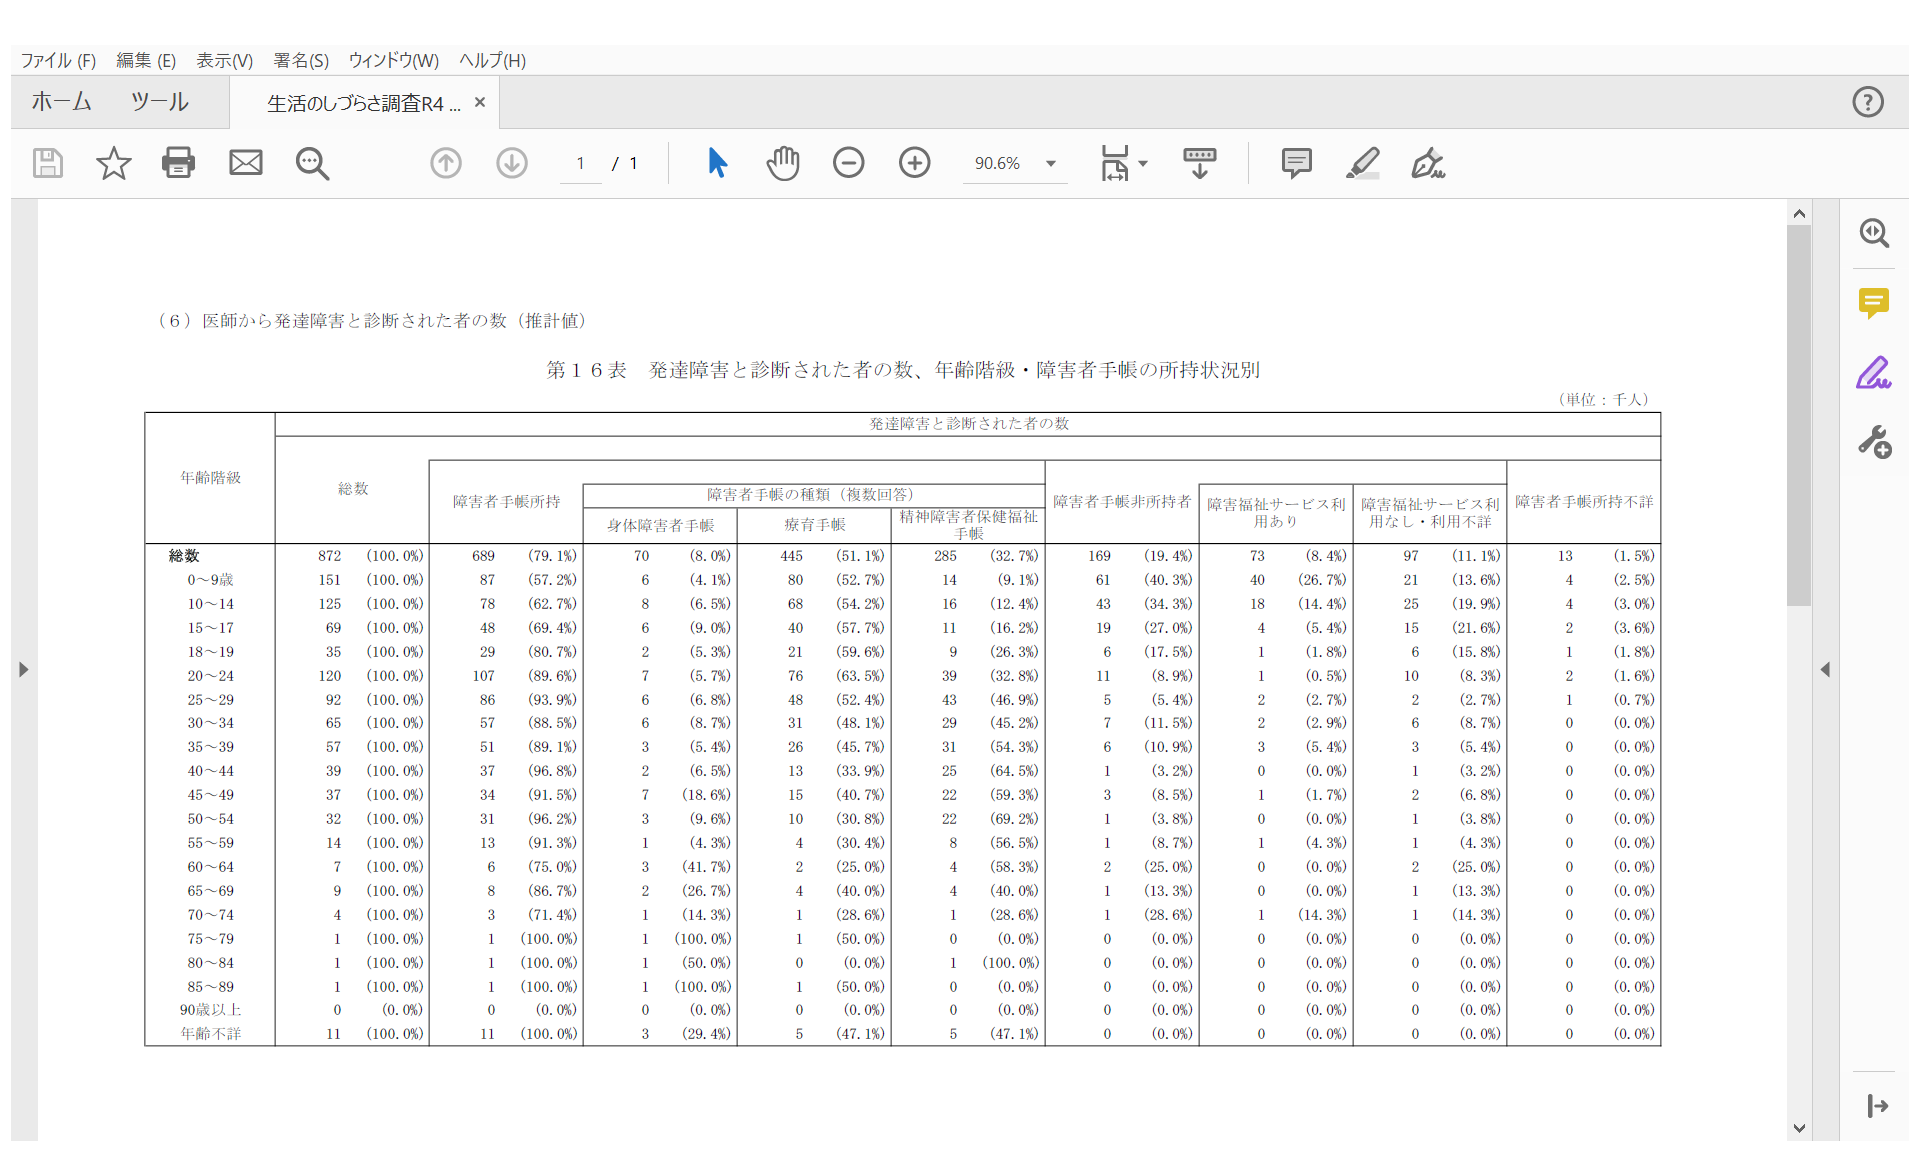 ファイル (F) 編集 (E) 表示(V) 署名(S) ウィンドウ(W) ヘルプ(H)
ホーム ツール 生活のしづらさ調査R4 ... ×
1 / 1 90.6%
（６）医師から発達障害と診断された者の数（推計値）
第１６表　発達障害と診断された者の数、年齢階級・障害者手帳の所持状況別
（単位：千人）
発達障害と診断された者の数
年齢階級
総数
障害者手帳所持
障害者手帳の種類（複数回答）
身体障害者手帳
療育手帳
精神障害者保健福祉
手帳
障害者手帳非所持者
障害福祉サービス利
用あり
障害福祉サービス利
用なし・利用不詳
障害者手帳所持不詳
総数 872 (100.0%) 689 (79.1%) 70 (8.0%) 445 (51.1%) 285 (32.7%) 169 (19.4%) 73 (8.4%) 97 (11.1%) 13 (1.5%)
0～9歳 151 (100.0%) 87 (57.2%) 6 (4.1%) 80 (52.7%) 14 (9.1%) 61 (40.3%) 40 (26.7%) 21 (13.6%) 4 (2.5%)
10～14 125 (100.0%) 78 (62.7%) 8 (6.5%) 68 (54.2%) 16 (12.4%) 43 (34.3%) 18 (14.4%) 25 (19.9%) 4 (3.0%)
15～17 69 (100.0%) 48 (69.4%) 6 (9.0%) 40 (57.7%) 11 (16.2%) 19 (27.0%) 4 (5.4%) 15 (21.6%) 2 (3.6%)
18～19 35 (100.0%) 29 (80.7%) 2 (5.3%) 21 (59.6%) 9 (26.3%) 6 (17.5%) 1 (1.8%) 6 (15.8%) 1 (1.8%)
20～24 120 (100.0%) 107 (89.6%) 7 (5.7%) 76 (63.5%) 39 (32.8%) 11 (8.9%) 1 (0.5%) 10 (8.3%) 2 (1.6%)
25～29 92 (100.0%) 86 (93.9%) 6 (6.8%) 48 (52.4%) 43 (46.9%) 5 (5.4%) 2 (2.7%) 2 (2.7%) 1 (0.7%)
30～34 65 (100.0%) 57 (88.5%) 6 (8.7%) 31 (48.1%) 29 (45.2%) 7 (11.5%) 2 (2.9%) 6 (8.7%) 0 (0.0%)
35～39 57 (100.0%) 51 (89.1%) 3 (5.4%) 26 (45.7%) 31 (54.3%) 6 (10.9%) 3 (5.4%) 3 (5.4%) 0 (0.0%)
40～44 39 (100.0%) 37 (96.8%) 2 (6.5%) 13 (33.9%) 25 (64.5%) 1 (3.2%) 0 (0.0%) 1 (3.2%) 0 (0.0%)
45～49 37 (100.0%) 34 (91.5%) 7 (18.6%) 15 (40.7%) 22 (59.3%) 3 (8.5%) 1 (1.7%) 2 (6.8%) 0 (0.0%)
50～54 32 (100.0%) 31 (96.2%) 3 (9.6%) 10 (30.8%) 22 (69.2%) 1 (3.8%) 0 (0.0%) 1 (3.8%) 0 (0.0%)
55～59 14 (100.0%) 13 (91.3%) 1 (4.3%) 4 (30.4%) 8 (56.5%) 1 (8.7%) 1 (4.3%) 1 (4.3%) 0 (0.0%)
60～64 7 (100.0%) 6 (75.0%) 3 (41.7%) 2 (25.0%) 4 (58.3%) 2 (25.0%) 0 (0.0%) 2 (25.0%) 0 (0.0%)
65～69 9 (100.0%) 8 (86.7%) 2 (26.7%) 4 (40.0%) 4 (40.0%) 1 (13.3%) 0 (0.0%) 1 (13.3%) 0 (0.0%)
70～74 4 (100.0%) 3 (71.4%) 1 (14.3%) 1 (28.6%) 1 (28.6%) 1 (28.6%) 1 (14.3%) 1 (14.3%) 0 (0.0%)
75～79 1 (100.0%) 1 (100.0%) 1 (100.0%) 1 (50.0%) 0 (0.0%) 0 (0.0%) 0 (0.0%) 0 (0.0%) 0 (0.0%)
80～84 1 (100.0%) 1 (100.0%) 1 (50.0%) 0 (0.0%) 1 (100.0%) 0 (0.0%) 0 (0.0%) 0 (0.0%) 0 (0.0%)
85～89 1 (100.0%) 1 (100.0%) 1 (100.0%) 1 (50.0%) 0 (0.0%) 0 (0.0%) 0 (0.0%) 0 (0.0%) 0 (0.0%)
90歳以上 0 (0.0%) 0 (0.0%) 0 (0.0%) 0 (0.0%) 0 (0.0%) 0 (0.0%) 0 (0.0%) 0 (0.0%) 0 (0.0%)
年齢不詳 11 (100.0%) 11 (100.0%) 3 (29.4%) 5 (47.1%) 5 (47.1%) 0 (0.0%) 0 (0.0%) 0 (0.0%) 0 (0.0%)